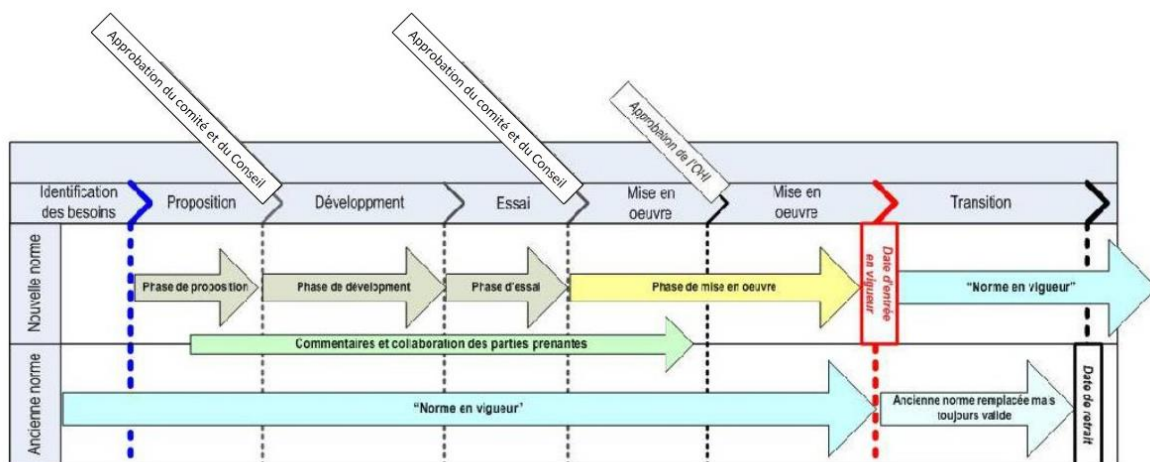 Approbation du comité et du Conseil
Approbation du comité et du Conseil
Approbation de l'OHI
Identification
des besoins
Proposition
Développment
Essai
Mise en
oeuvre
Mise en
oeuvre
Transition
Nouvelle norme
Phase de proposition
Phase de dévelopment
Phase d'essai
Phase de mise en oeuvre
Date d'entrée
en vigueur
"Norme en vigueur"
Commentaires et collaboration des parties prenantes
Ancienne norme
"Norme en vigueur"
Ancienne norme remplacée mais
toujours valide
Date de retrait